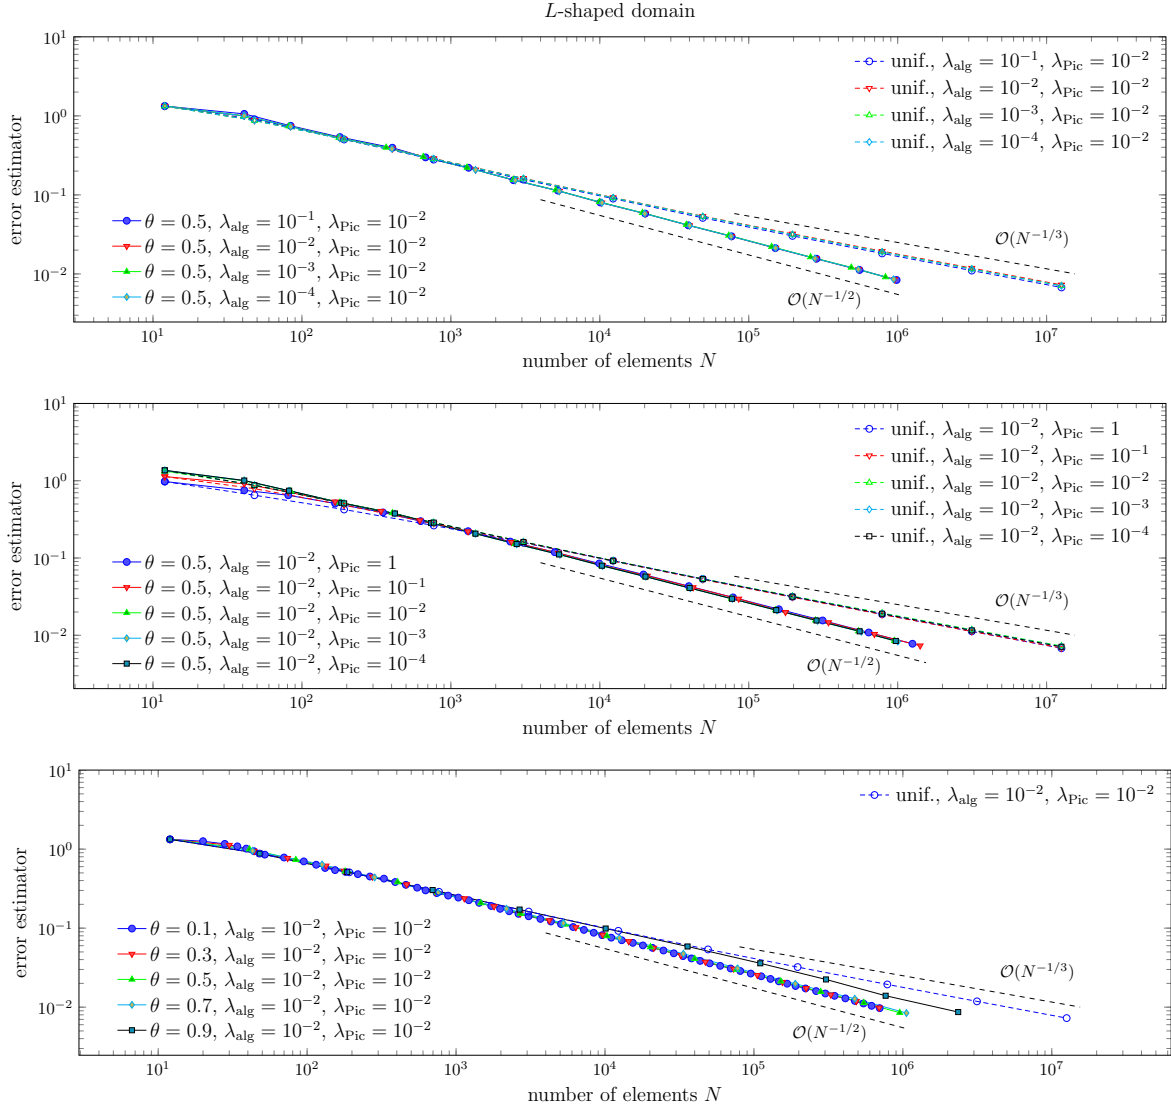 L-shaped domain
10^1
10^0
10^{-1}
10^{-2}
error estimator
unif., λ_alg = 10^{-1}, λ_Pic = 10^{-2}
unif., λ_alg = 10^{-2}, λ_Pic = 10^{-2}
unif., λ_alg = 10^{-3}, λ_Pic = 10^{-2}
unif., λ_alg = 10^{-4}, λ_Pic = 10^{-2}
θ = 0.5, λ_alg = 10^{-1}, λ_Pic = 10^{-2}
θ = 0.5, λ_alg = 10^{-2}, λ_Pic = 10^{-2}
θ = 0.5, λ_alg = 10^{-3}, λ_Pic = 10^{-2}
θ = 0.5, λ_alg = 10^{-4}, λ_Pic = 10^{-2}
O(N^{-1/3})
O(N^{-1/2})
10^1 10^2 10^3 10^4 10^5 10^6 10^7
number of elements N
10^1
10^0
10^{-1}
10^{-2}
error estimator
unif., λ_alg = 10^{-2}, λ_Pic = 1
unif., λ_alg = 10^{-2}, λ_Pic = 10^{-1}
unif., λ_alg = 10^{-2}, λ_Pic = 10^{-2}
unif., λ_alg = 10^{-2}, λ_Pic = 10^{-3}
unif., λ_alg = 10^{-2}, λ_Pic = 10^{-4}
θ = 0.5, λ_alg = 10^{-2}, λ_Pic = 1
θ = 0.5, λ_alg = 10^{-2}, λ_Pic = 10^{-1}
θ = 0.5, λ_alg = 10^{-2}, λ_Pic = 10^{-2}
θ = 0.5, λ_alg = 10^{-2}, λ_Pic = 10^{-3}
θ = 0.5, λ_alg = 10^{-2}, λ_Pic = 10^{-4}
O(N^{-1/3})
O(N^{-1/2})
10^1 10^2 10^3 10^4 10^5 10^6 10^7
number of elements N
10^1
10^0
10^{-1}
10^{-2}
error estimator
unif., λ_alg = 10^{-2}, λ_Pic = 10^{-2}
θ = 0.1, λ_alg = 10^{-2}, λ_Pic = 10^{-2}
θ = 0.3, λ_alg = 10^{-2}, λ_Pic = 10^{-2}
θ = 0.5, λ_alg = 10^{-2}, λ_Pic = 10^{-2}
θ = 0.7, λ_alg = 10^{-2}, λ_Pic = 10^{-2}
θ = 0.9, λ_alg = 10^{-2}, λ_Pic = 10^{-2}
O(N^{-1/3})
O(N^{-1/2})
10^1 10^2 10^3 10^4 10^5 10^6 10^7
number of elements N